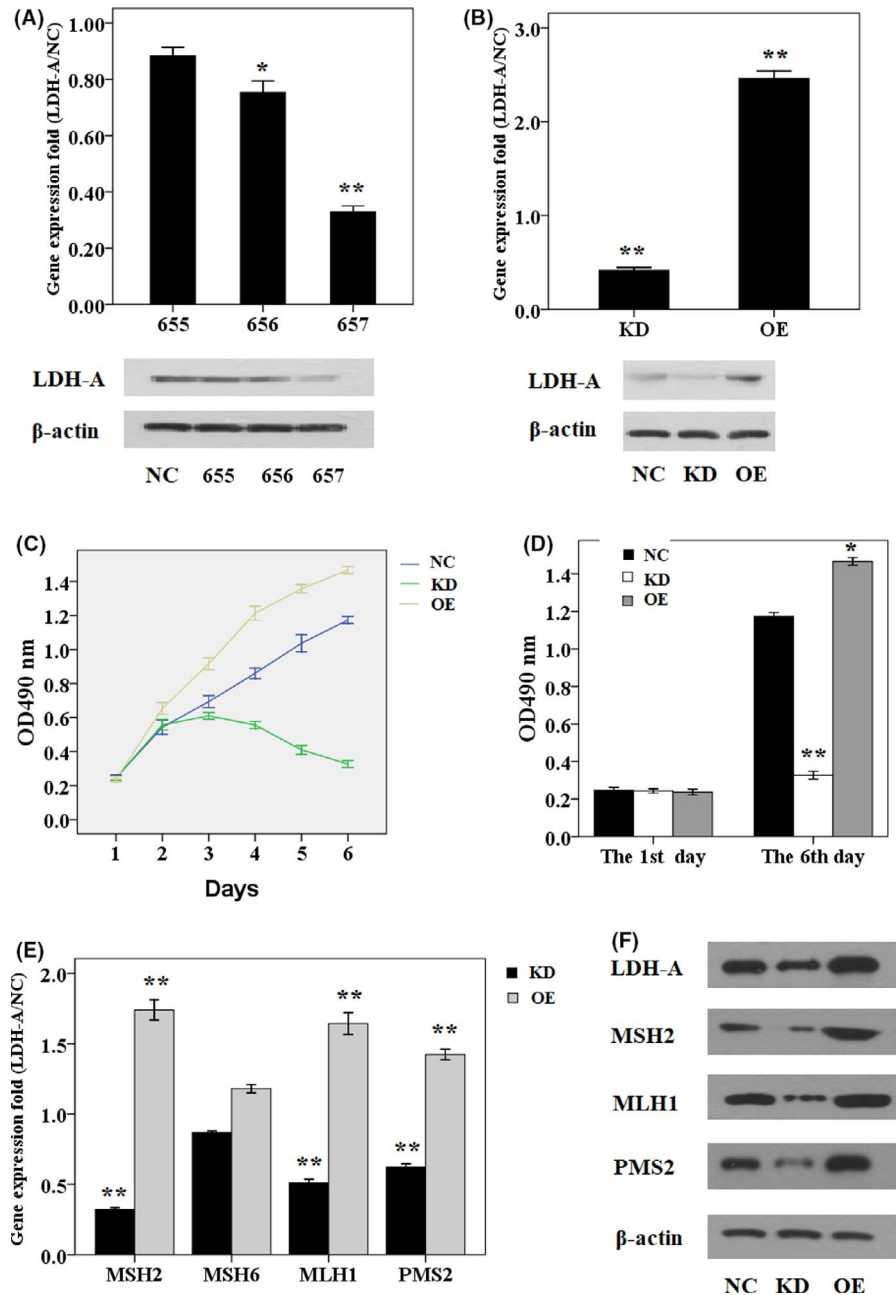 (A)
Gene expression fold (LDH-A/NC)
1.00
0.80
0.60
0.40
0.20
0.00
*
**
655 656 657
LDH-A
β-actin
NC 655 656 657
(B)
Gene expression fold (LDH-A/NC)
3.0
2.0
1.0
0.0
**
**
KD OE
LDH-A
β-actin
NC KD OE
(C)
OD490 nm
1.4
1.2
1.0
0.8
0.6
0.4
0.2
0.0
1 2 3 4 5 6
Days
NC
KD
OE
(D)
OD490 nm
1.4
1.2
1.0
0.8
0.6
0.4
0.2
0.0
NC
KD
OE
*
**
The 1st day The 6th day
(E)
Gene expression fold (LDH-A/NC)
2.0
1.5
1.0
0.5
0.0
**
**
**
**
**
**
MSH2 MSH6 MLH1 PMS2
KD
OE
(F)
LDH-A
MSH2
MLH1
PMS2
β-actin
NC KD OE